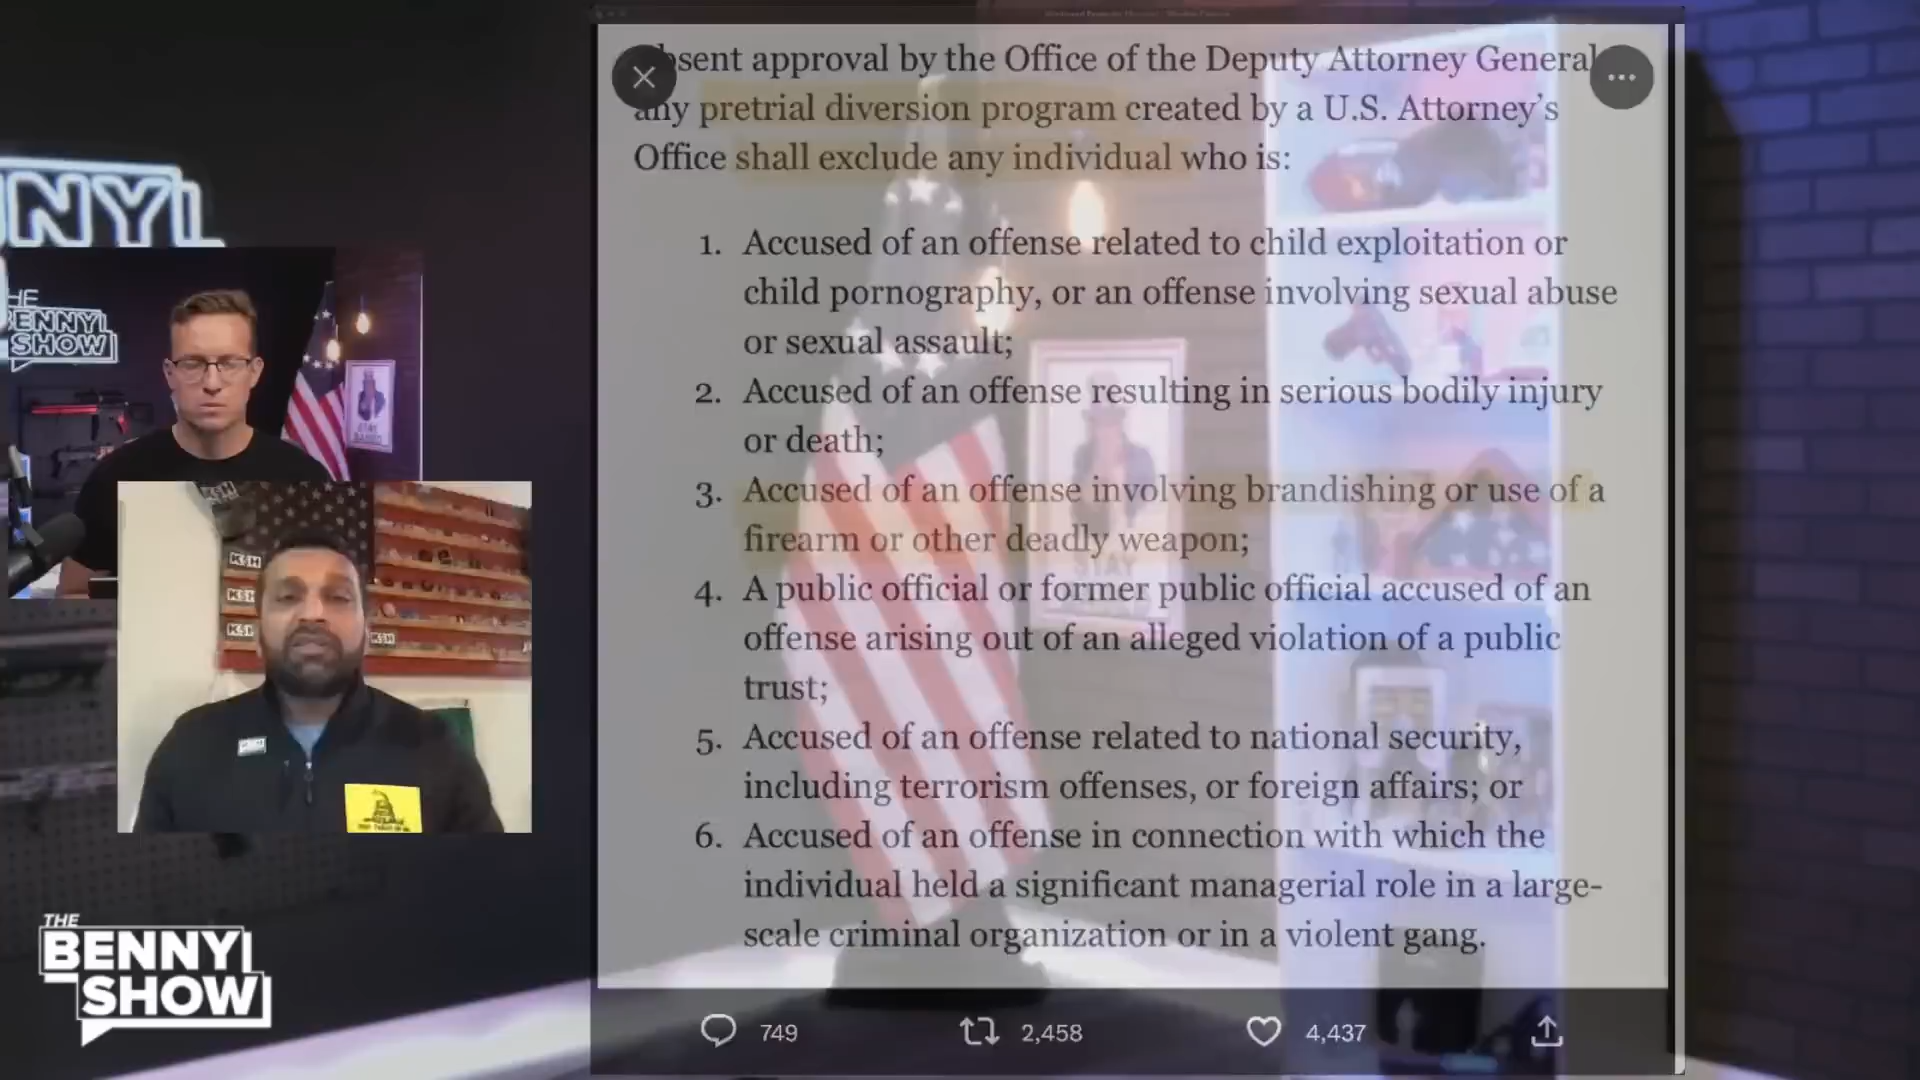 absent approval by the Office of the Deputy Attorney General
any pretrial diversion program created by a U.S. Attorney’s
Office shall exclude any individual who is:
1. Accused of an offense related to child exploitation or
child pornography, or an offense involving sexual abuse
or sexual assault;
2. Accused of an offense resulting in serious bodily injury
or death;
3. Accused of an offense involving brandishing or use of a
firearm or other deadly weapon;
4. A public official or former public official accused of an
offense arising out of an alleged violation of a public
trust;
5. Accused of an offense related to national security,
including terrorism offenses, or foreign affairs; or
6. Accused of an offense in connection with which the
individual held a significant managerial role in a large-
scale criminal organization or in a violent gang.
749 2,458 4,437
NNY
HE
BENNY
SHOW
STAY
K$H
K$H
K$H
K$H
K$H
STAY
THE
BENNY
SHOW